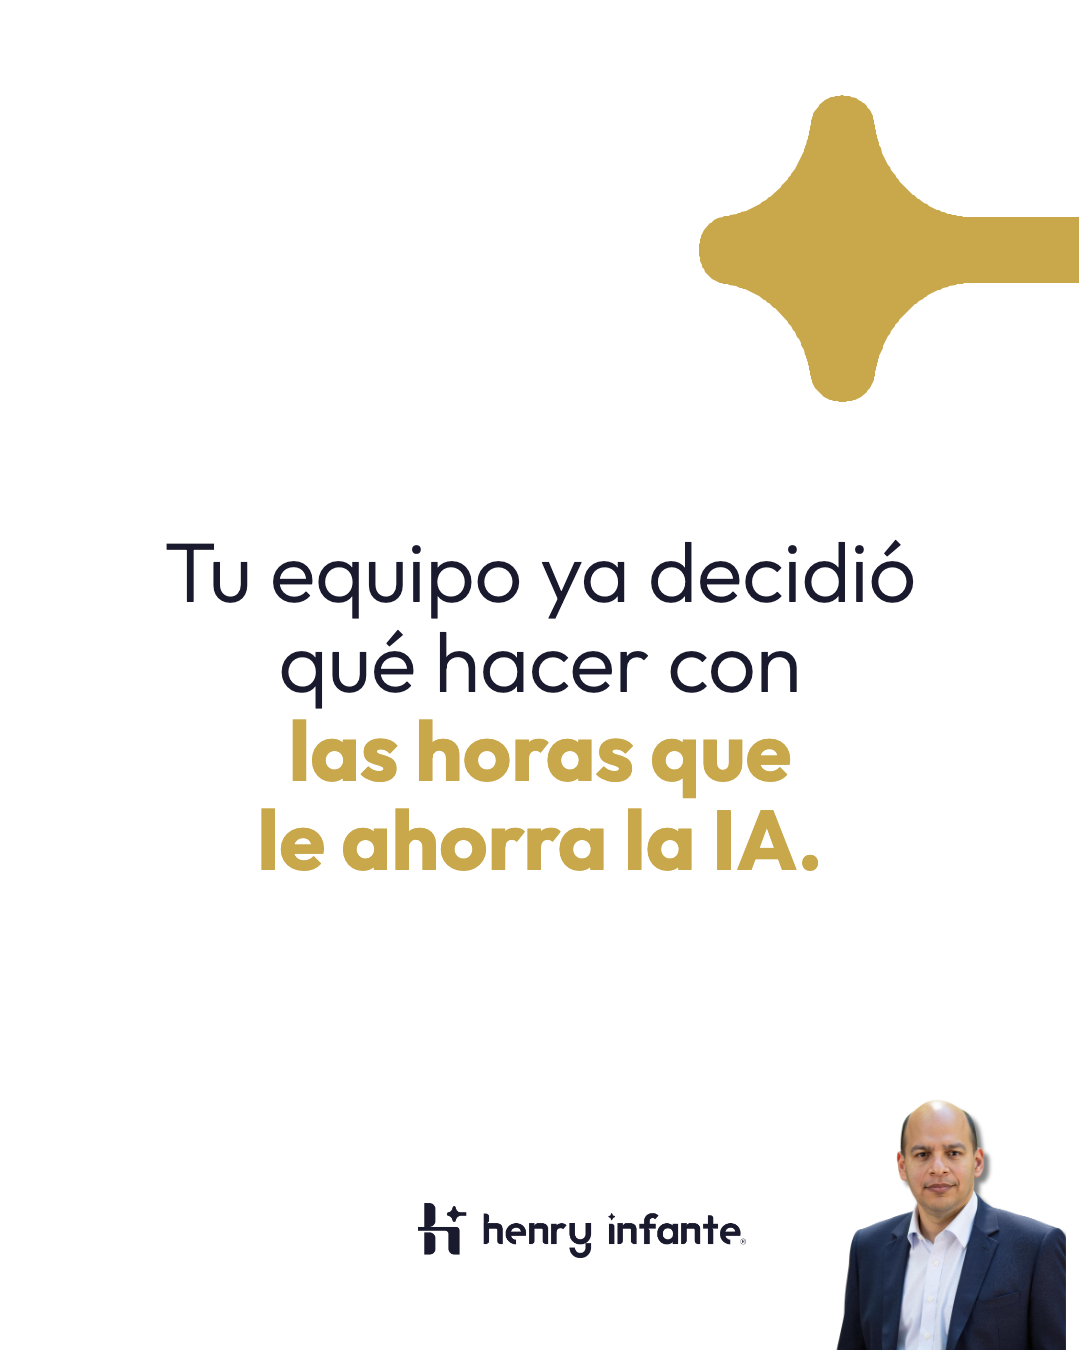 Tu equipo ya decidió
qué hacer con
las horas que
le ahorra la IA.
henry infante®